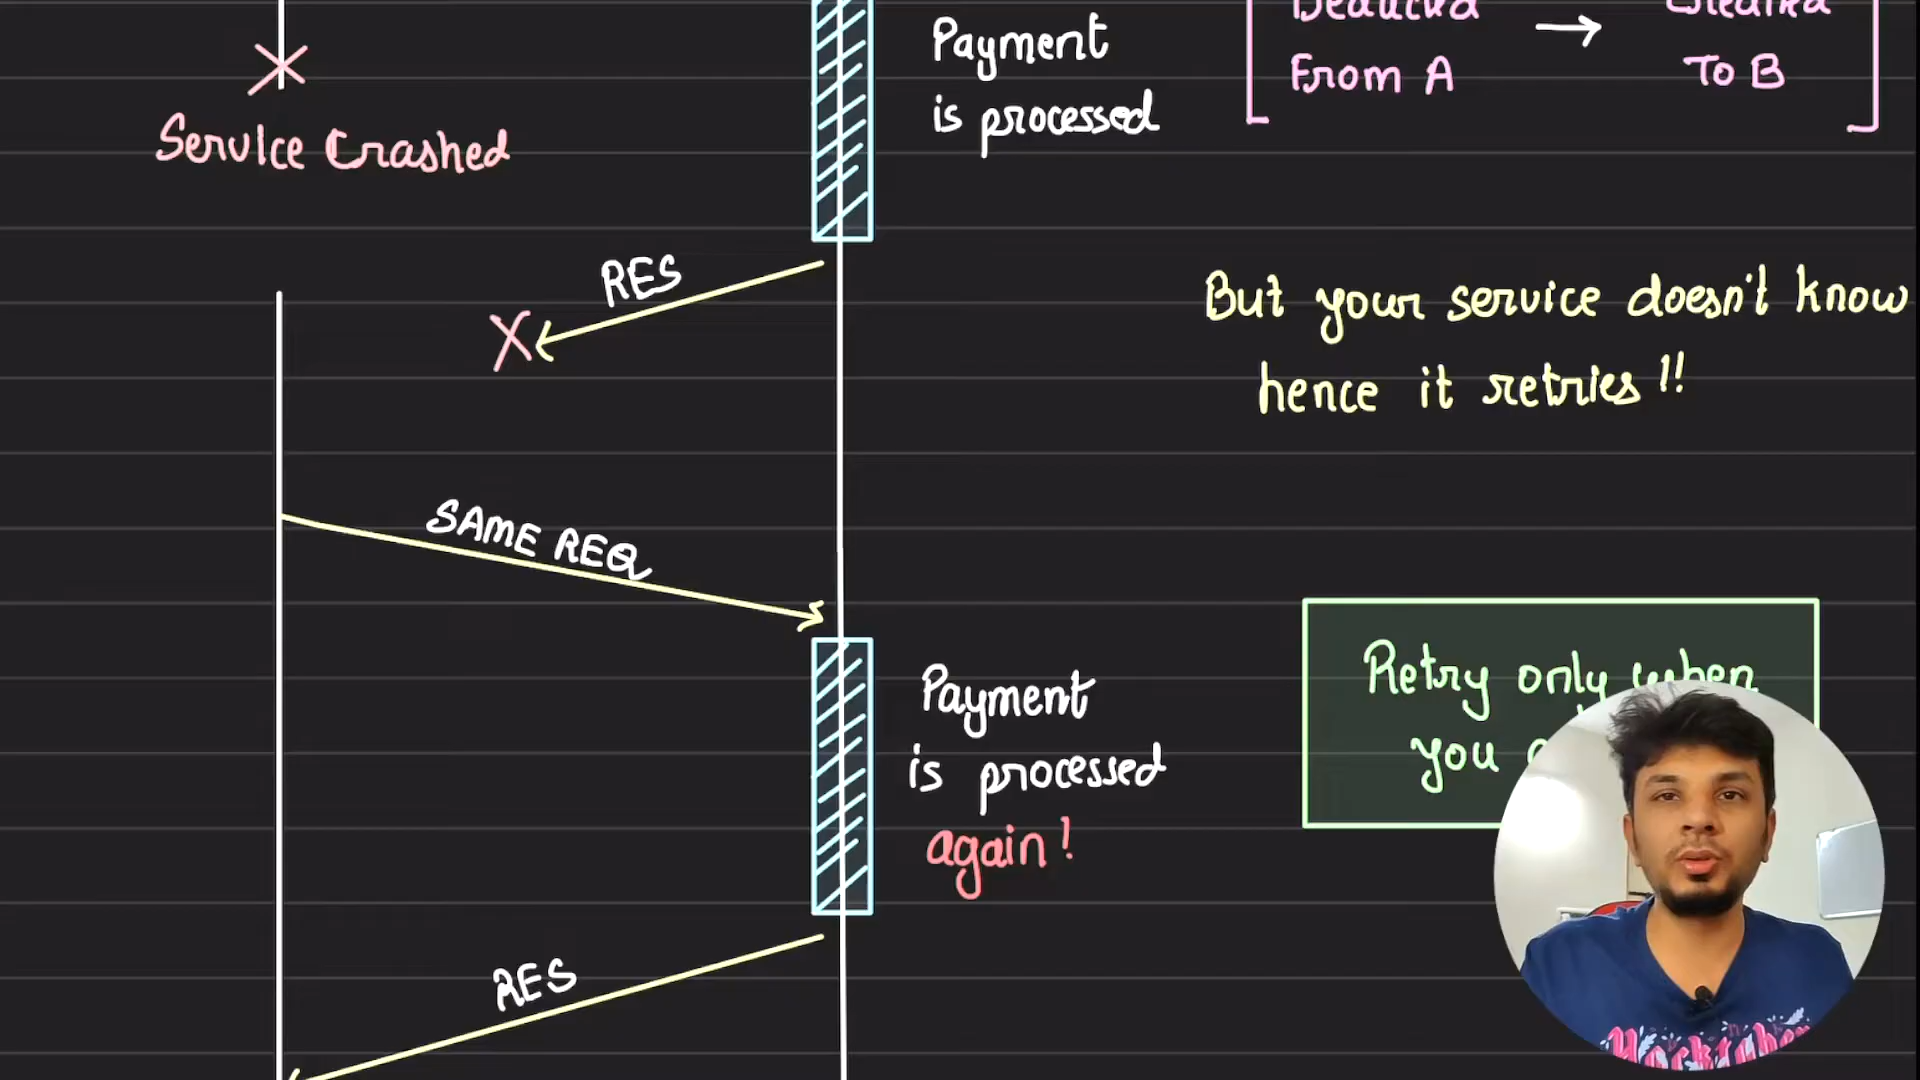 Payment
is processed
Deducted
From A
→
To B
Service Crashed
RES
X
But your service doesn't know
hence it retries!!
SAME REQ
Retry only when
you
Payment
is processed
again!
RES